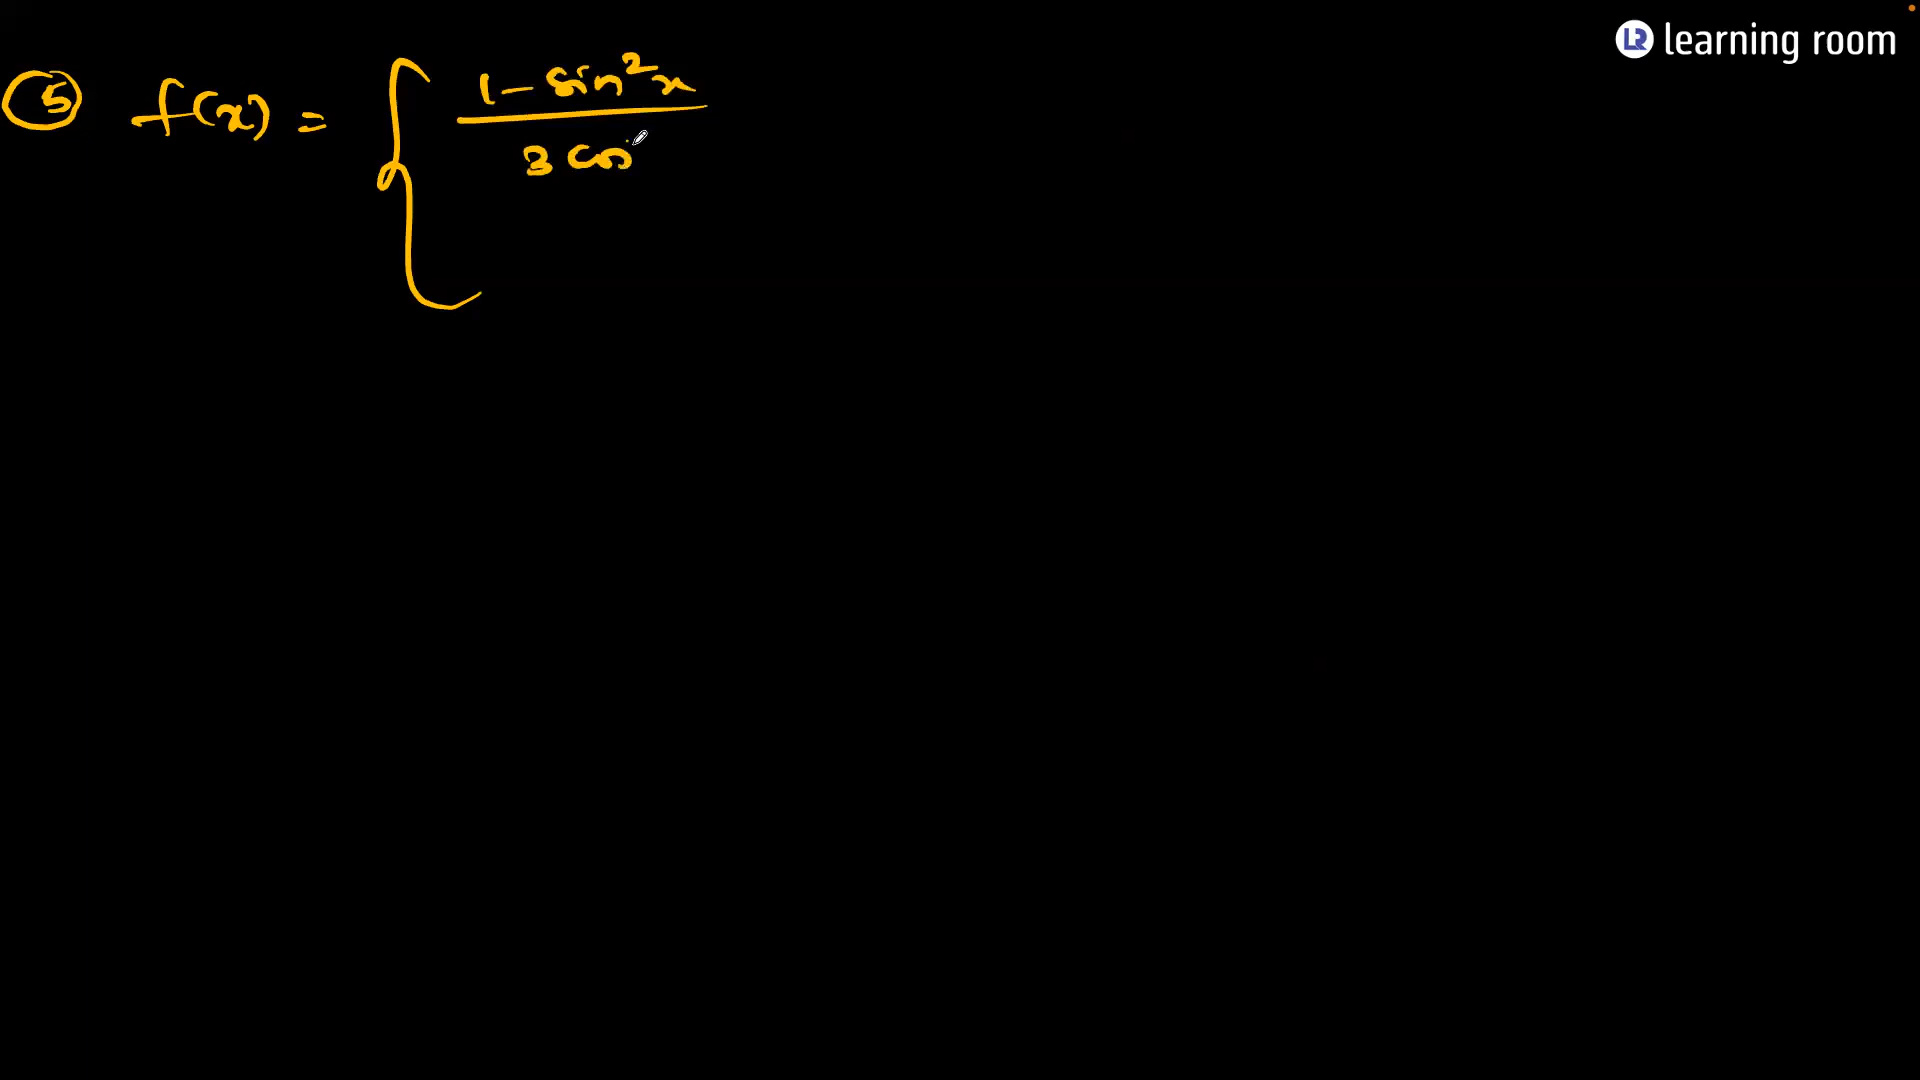 learning room
⑤ f(x) = { 1 - sin²x
3 cos